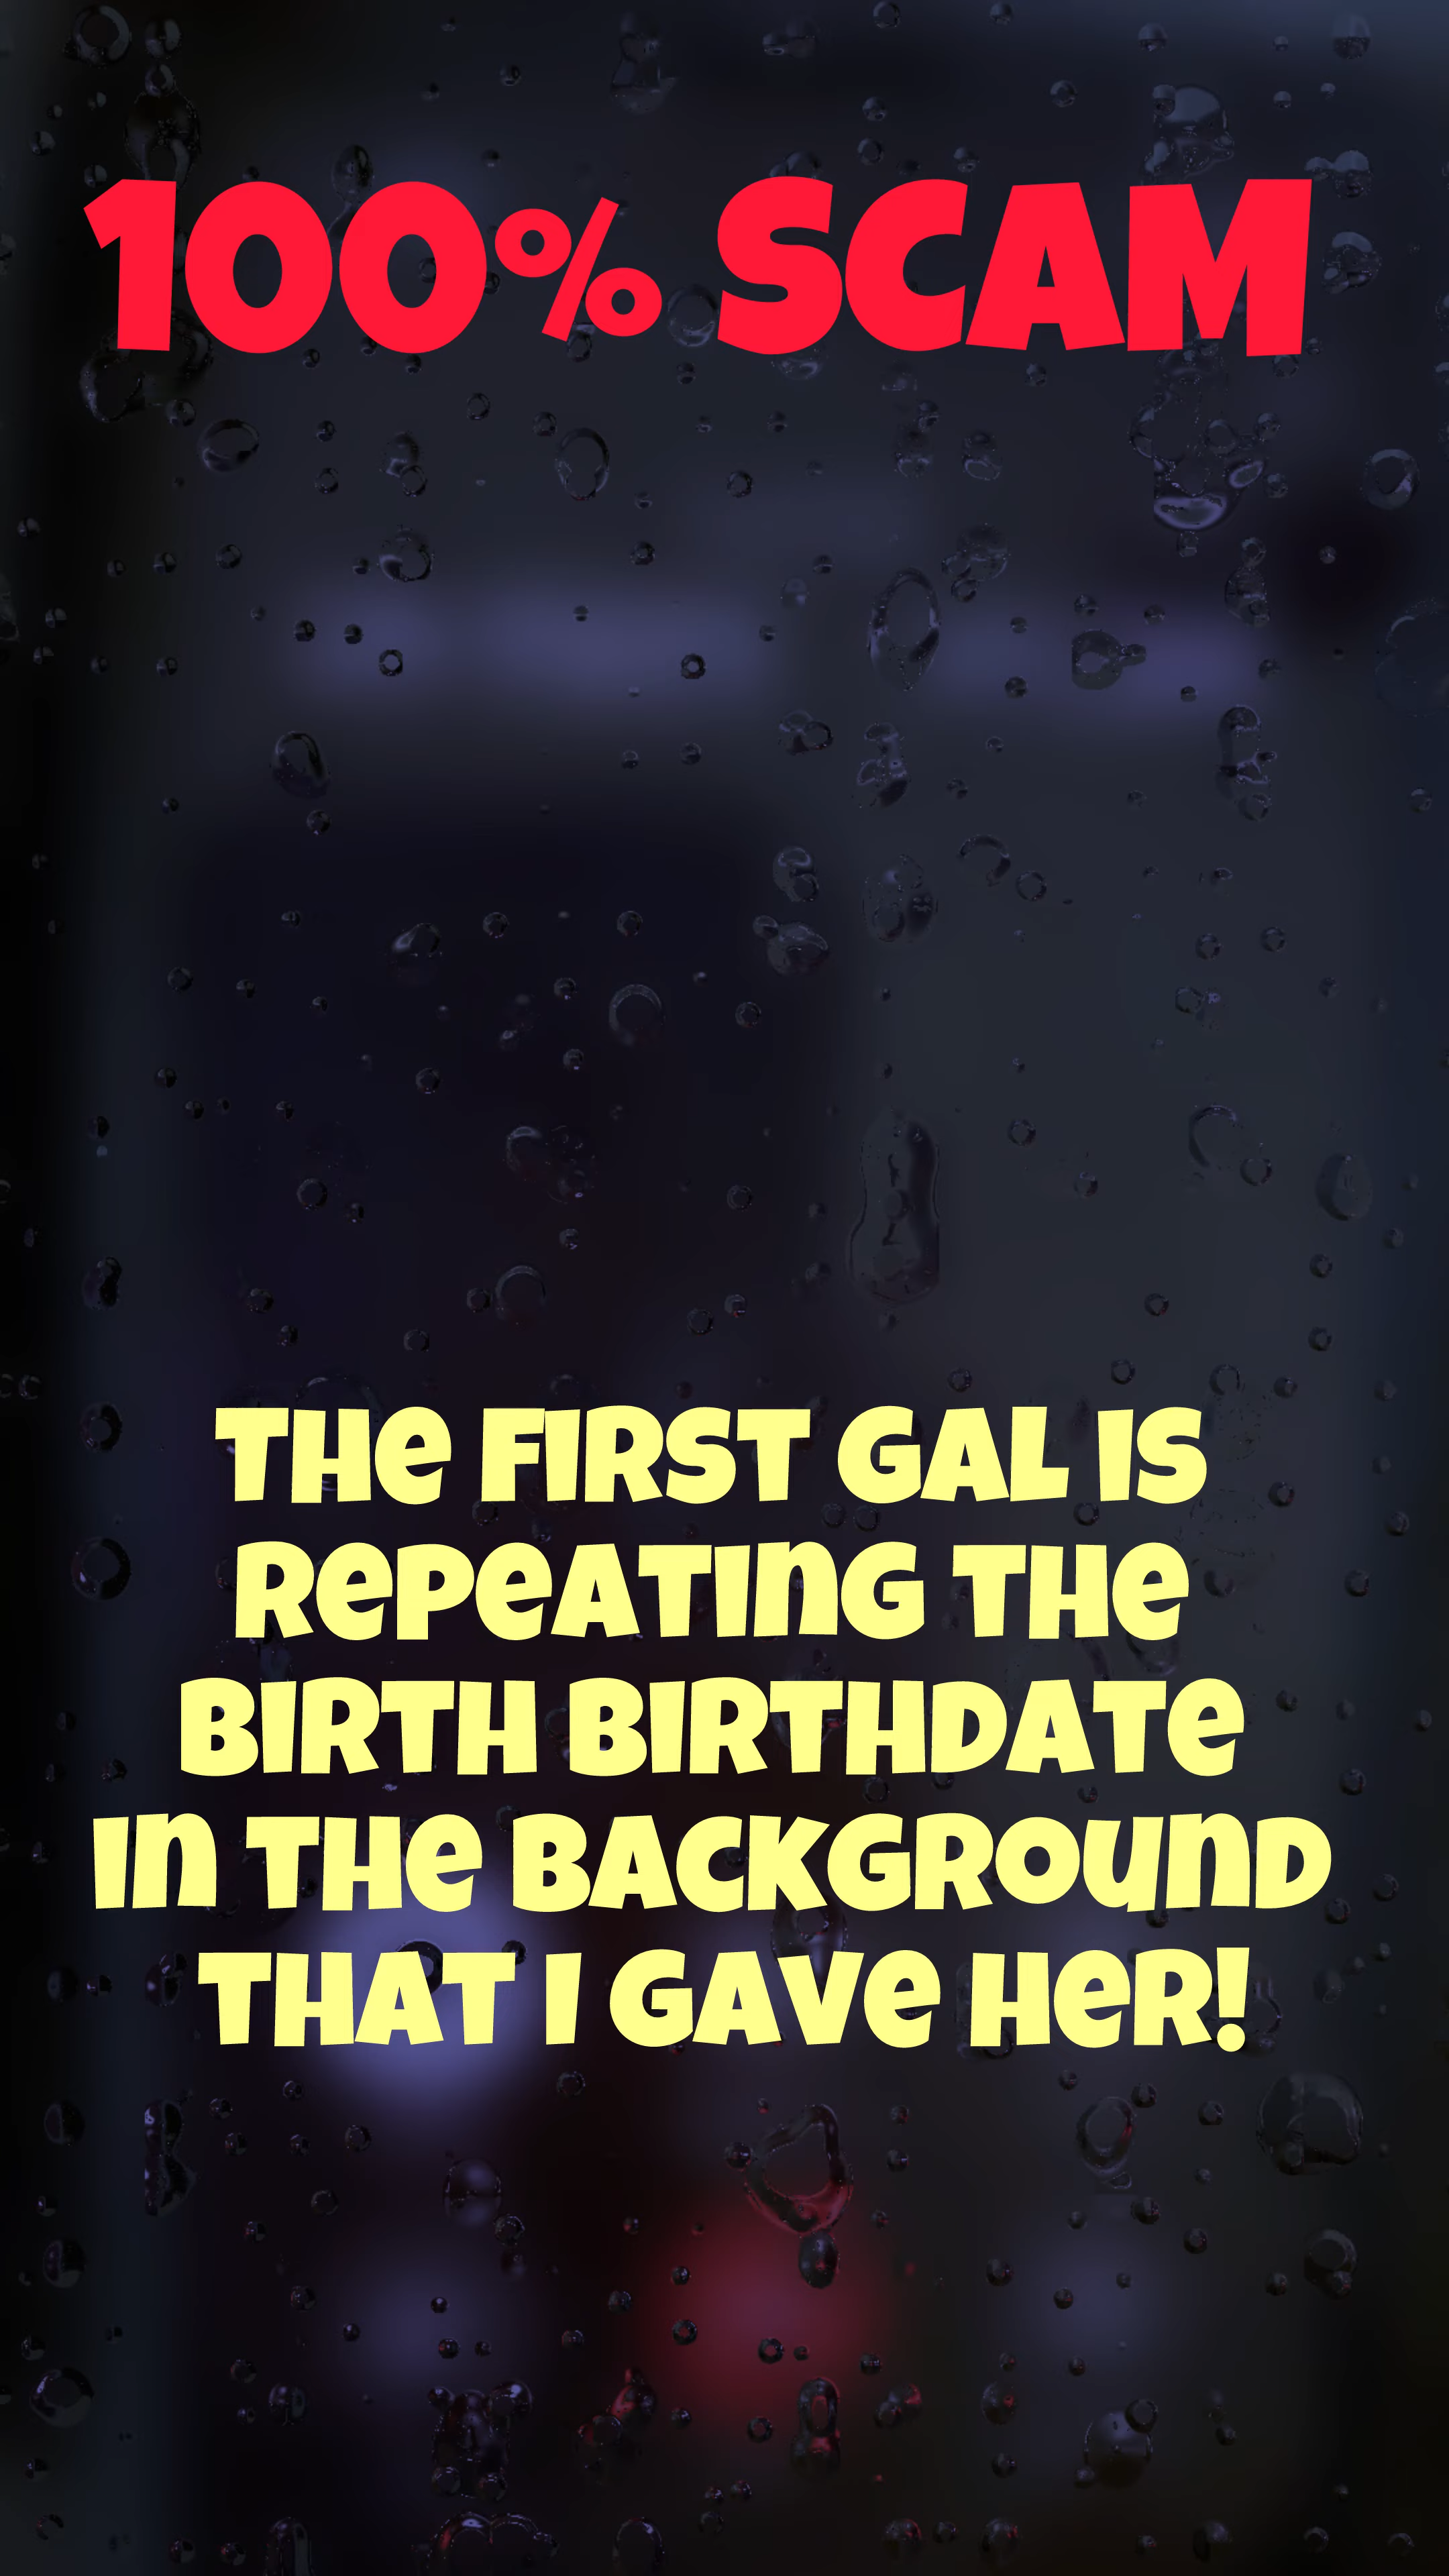 100% SCAM
THE FIRST GAL IS
REPEATING THE
BIRTH BIRTHDATE
IN THE BACKGROUND
THAT I GAVE HER!